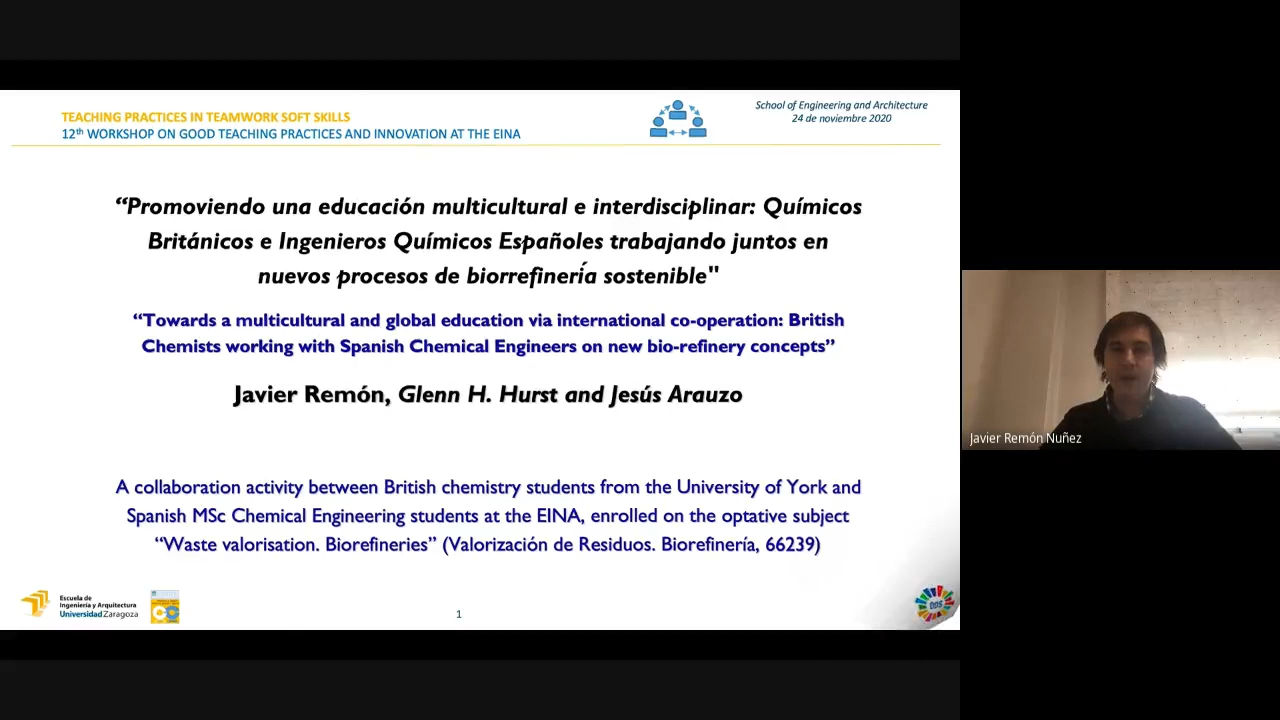 TEACHING PRACTICES IN TEAMWORK SOFT SKILLS
12th WORKSHOP ON GOOD TEACHING PRACTICES AND INNOVATION AT THE EINA
School of Engineering and Architecture
24 de noviembre 2020
“Promoviendo una educación multicultural e interdisciplinar: Químicos
Británicos e Ingenieros Químicos Españoles trabajando juntos en
nuevos procesos de biorrefinería sostenible"
“Towards a multicultural and global education via international co-operation: British
Chemists working with Spanish Chemical Engineers on new bio-refinery concepts”
Javier Remón, Glenn H. Hurst and Jesús Arauzo
A collaboration activity between British chemistry students from the University of York and
Spanish MSc Chemical Engineering students at the EINA, enrolled on the optative subject
“Waste valorisation. Biorefineries” (Valorización de Residuos. Biorefinería, 66239)
Escuela de
Ingeniería y Arquitectura
Universidad Zaragoza
1
Javier Remón Nuñez